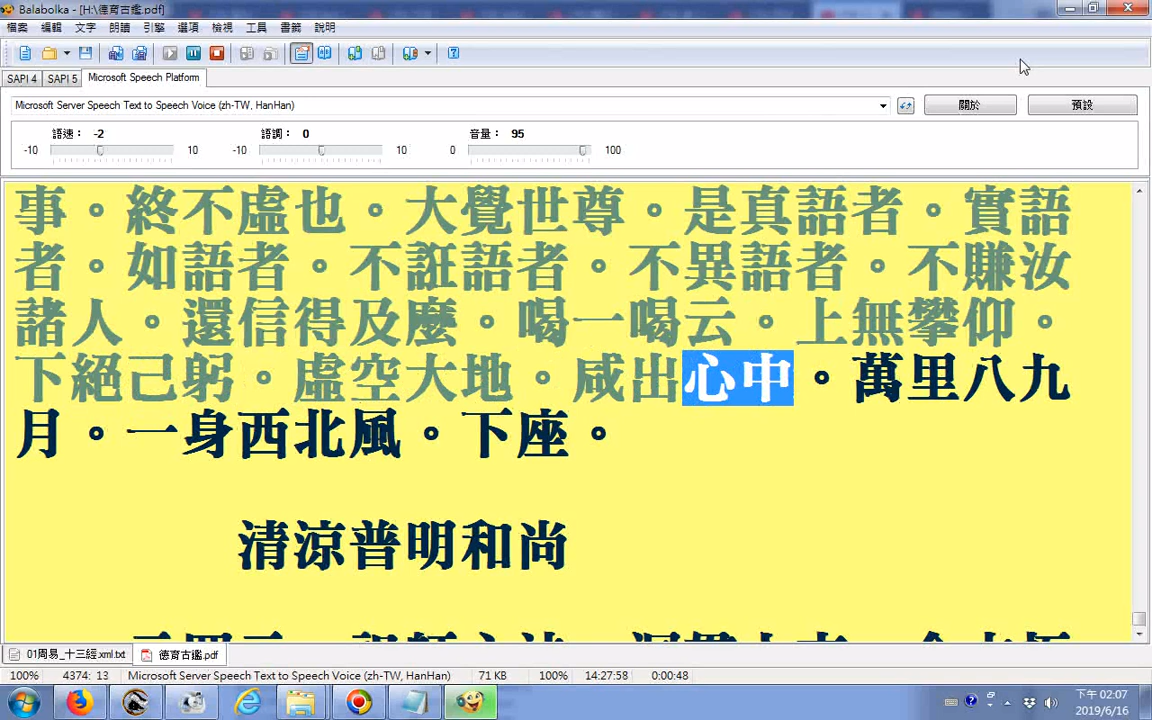 Balabolka - [H:\德育古鑑.pdf]
檔案 編輯 文字 朗讀 引擎 選項 檢視 工具 書籤 說明
SAPI 4 SAPI 5 Microsoft Speech Platform
Microsoft Server Speech Text to Speech Voice (zh-TW, HanHan) 關於 預設
語速： -2 語調： 0 音量： 95
-10 10 -10 10 0 100
事。終不虛也。大覺世尊。是真語者。實語
者。如語者。不誑語者。不異語者。不賺汝
諸人。還信得及麼。喝一喝云。上無攀仰。
下絕己躬。虛空大地。咸出心中。萬里八九
月。一身西北風。下座。
清涼普明和尚
01周易_十三經.xml.txt 德育古鑑.pdf
100% 4374: 13 Microsoft Server Speech Text to Speech Voice (zh-TW, HanHan) 71 KB 100% 14:27:58 0:00:48
下午 02:07
2019/6/16